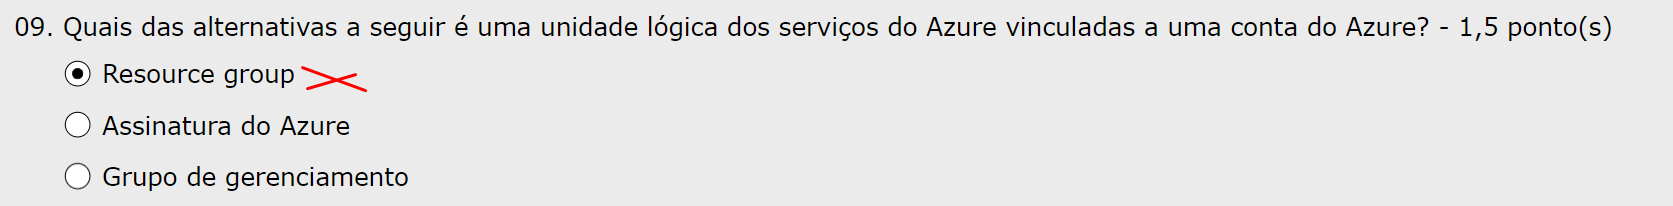 09. Quais das alternativas a seguir é uma unidade lógica dos serviços do Azure vinculadas a uma conta do Azure? - 1,5 ponto(s)
Resource group
Assinatura do Azure
Grupo de gerenciamento